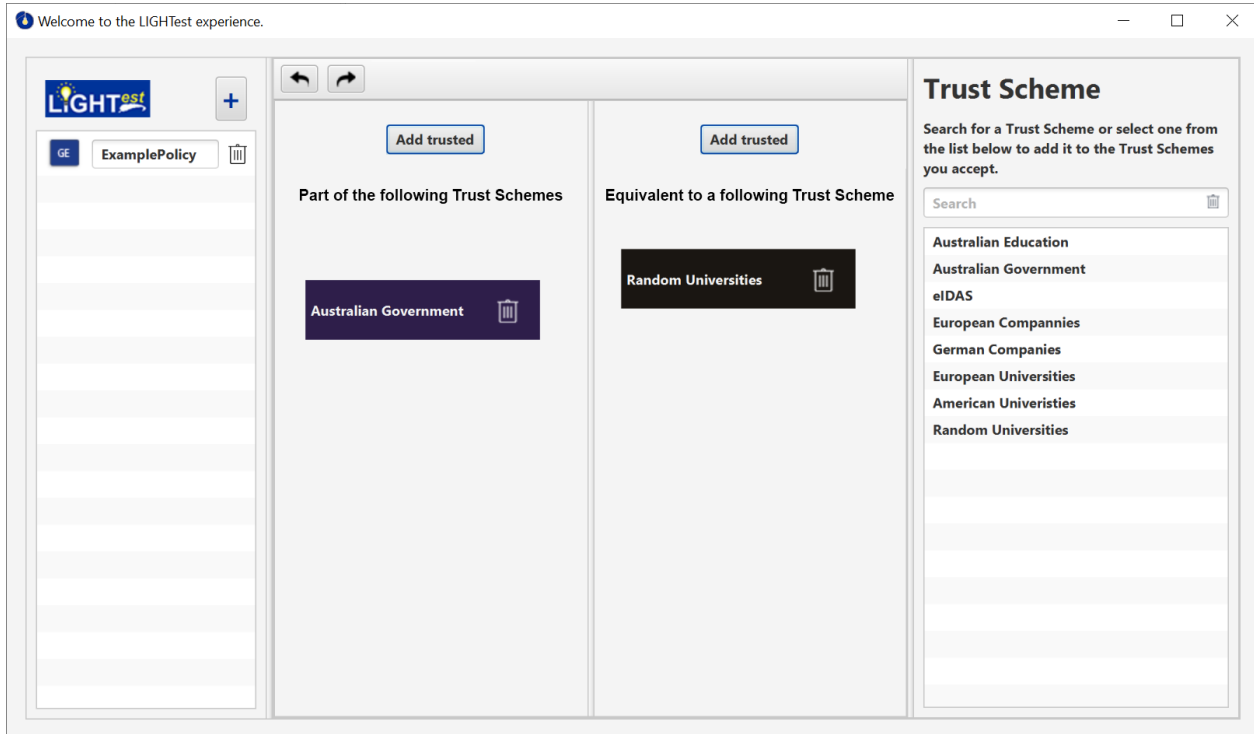 Welcome to the LIGHTest experience.
LIGHTest
+
GE
ExamplePolicy
Add trusted
Part of the following Trust Schemes
Australian Government
Add trusted
Equivalent to a following Trust Scheme
Random Universities
Trust Scheme
Search for a Trust Scheme or select one from
the list below to add it to the Trust Schemes
you accept.
Search
Australian Education
Australian Government
eIDAS
European Compannies
German Companies
European Universities
American Univeristies
Random Universities